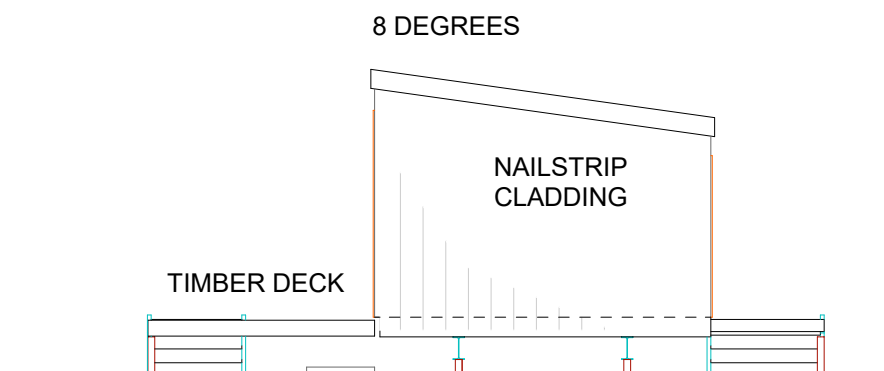 8 DEGREES
NAILSTRIP
CLADDING
TIMBER DECK